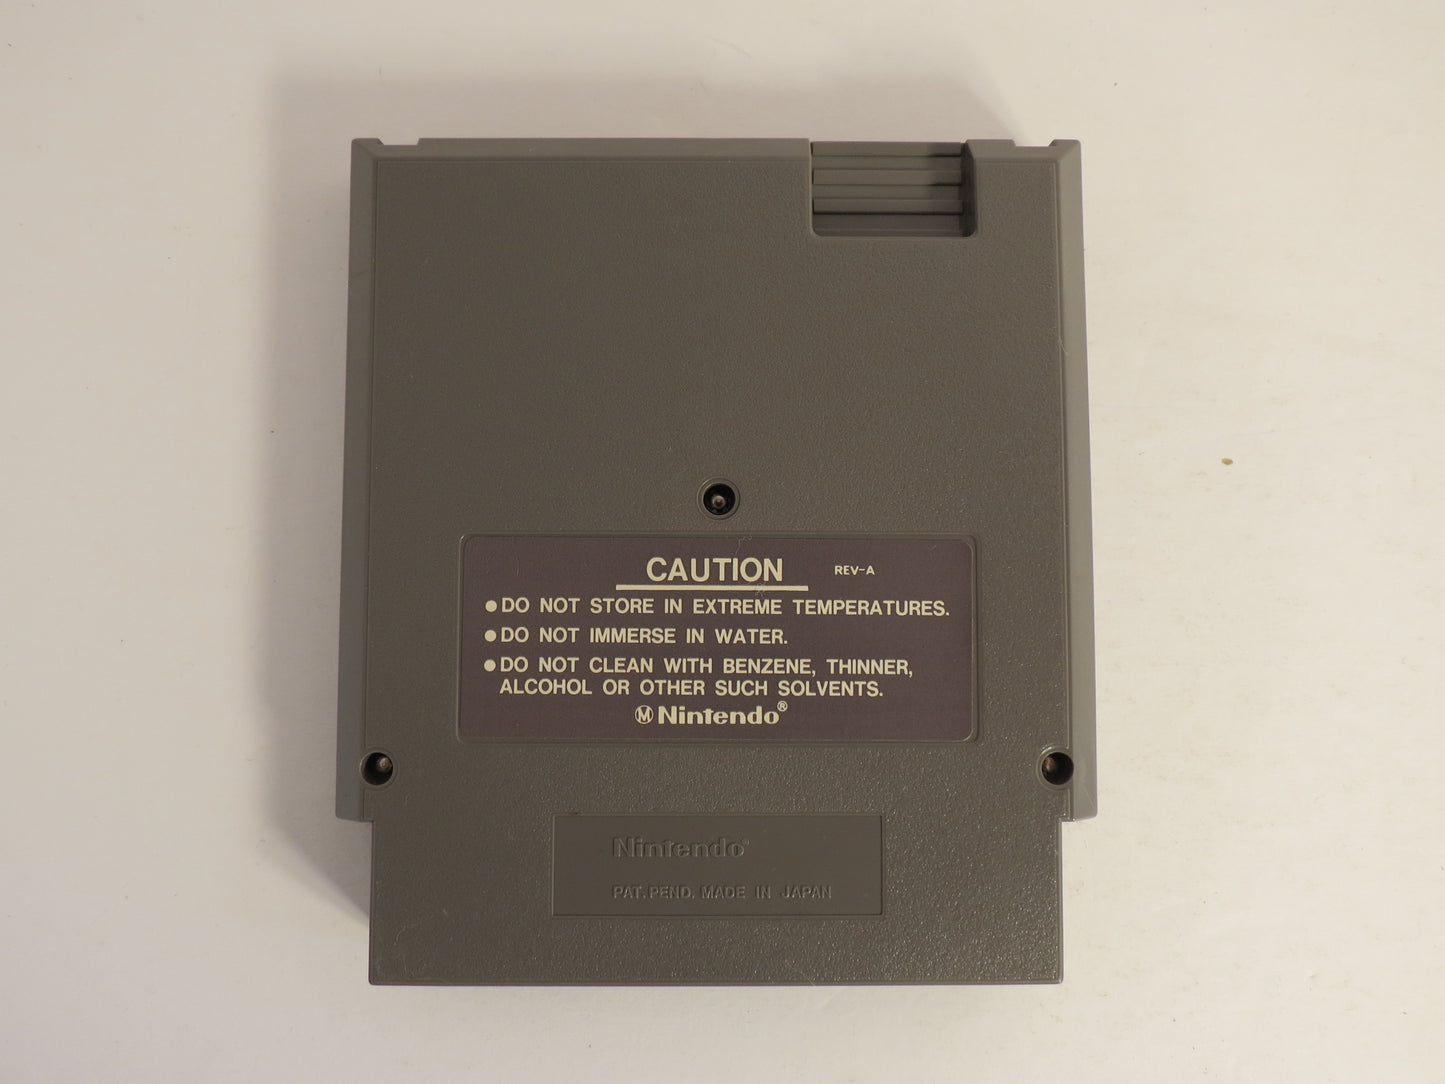 CAUTION REV-A
●DO NOT STORE IN EXTREME TEMPERATURES.
●DO NOT IMMERSE IN WATER.
●DO NOT CLEAN WITH BENZENE, THINNER,
ALCOHOL OR OTHER SUCH SOLVENTS.
Ⓜ Nintendo®
Nintendo®
PAT. PEND. MADE IN JAPAN